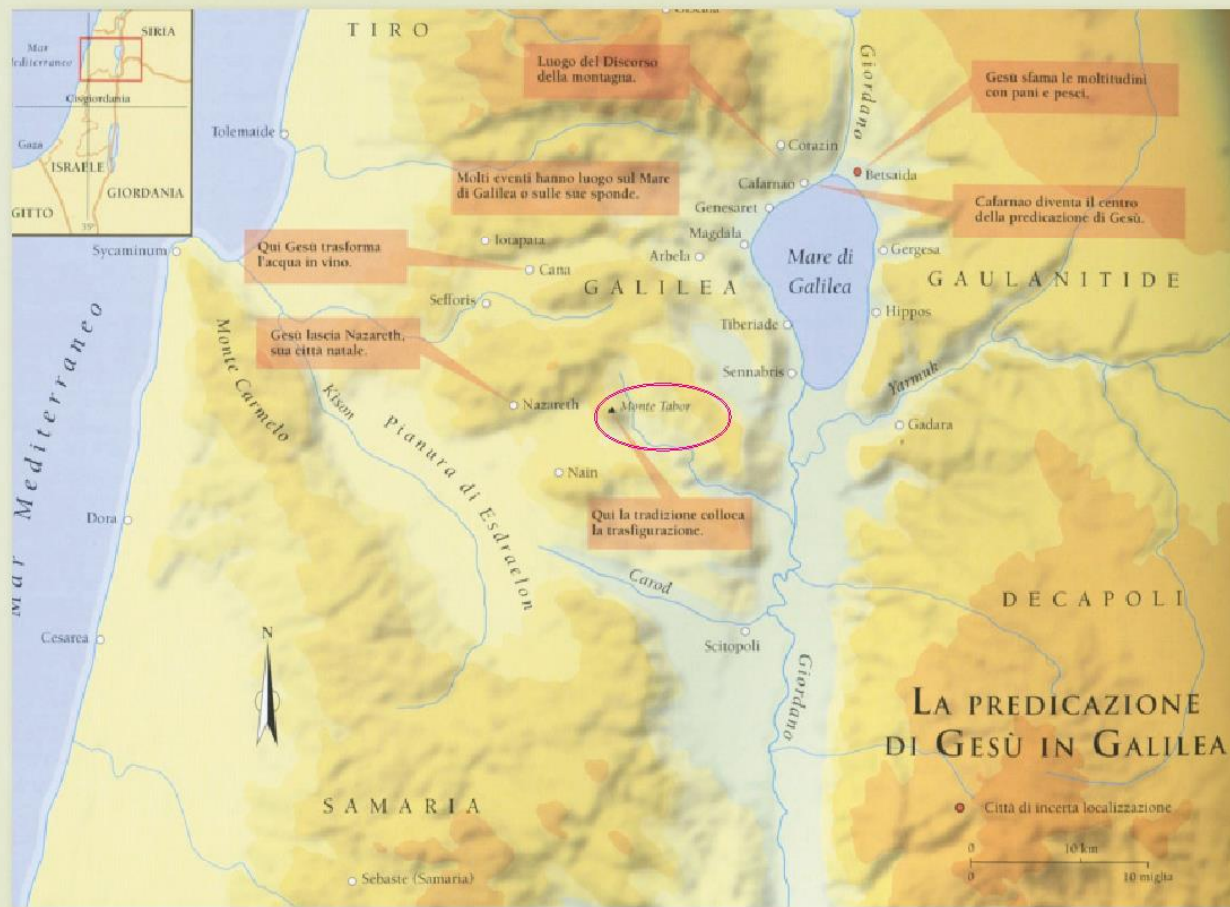 SIRIA
Mar
Cisgiordania
Gaza
ISRAELE
GIORDANIA
35°
TIRO
Giordano
Luogo del Discorso
della montagna.
Gesù sfama le moltitudini
con pani e pesci.
Tolemaide
Corazin
Betsaida
Molti eventi hanno luogo sul Mare
di Galilea o sulle sue sponde.
Cafarnao
Cafarnao diventa il centro
della predicazione di Gesù.
Genesaret
Magdala
Sycaminum
Iotapata
Qui Gesù trasforma
l'acqua in vino.
Arbela
Mare di
Galilea
Gergesa
Cana
GALILEA
GAULANITIDE
Sefforis
Hippos
Tiberiade
Gesù lascia Nazareth,
sua città natale.
Monte Carmelo
Sennabris
Yarmuk
Kison
Nazareth
Monte Tabor
Gadara
Pianura di Esdraelon
Nain
Mar Mediterraneo
Dora
Qui la tradizione colloca
la trasfigurazione.
Carod
DECAPOLI
Cesarea
N
Scitopoli
Giordano
LA PREDICAZIONE
DI GESÙ IN GALILEA
SAMARIA
Città di incerta localizzazione
0 10 km
0 10 miglia
Sebaste (Samaria)